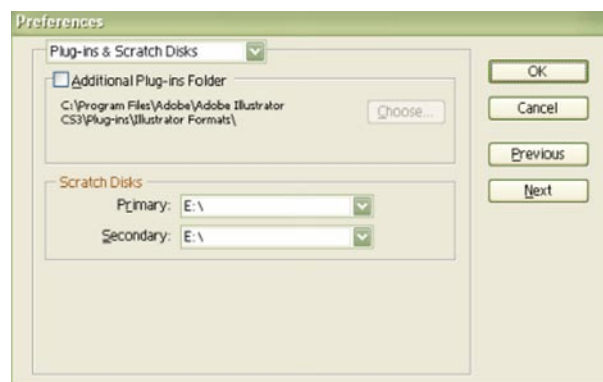 Preferences
Plug-ins & Scratch Disks
Additional Plug-ins Folder
C:\Program Files\Adobe\Adobe Illustrator
CS3\Plug-ins\Illustrator Formats\
Choose...
Scratch Disks
Primary: E:\
Secondary: E:\
OK
Cancel
Previous
Next